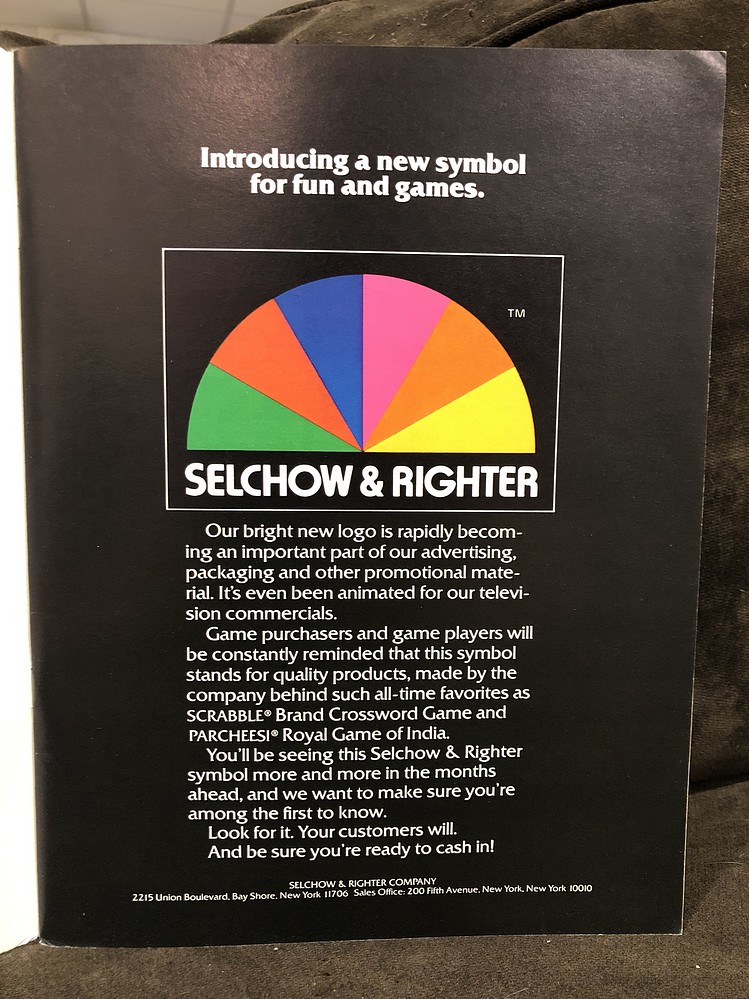 Introducing a new symbol
for fun and games.
TM
SELCHOW & RIGHTER
Our bright new logo is rapidly becom-
ing an important part of our advertising,
packaging and other promotional mate-
rial. It's even been animated for our televi-
sion commercials.
Game purchasers and game players will
be constantly reminded that this symbol
stands for quality products, made by the
company behind such all-time favorites as
SCRABBLE® Brand Crossword Game and
PARCHEESI® Royal Game of India.
You'll be seeing this Selchow & Righter
symbol more and more in the months
ahead, and we want to make sure you're
among the first to know.
Look for it. Your customers will.
And be sure you're ready to cash in!
SELCHOW & RIGHTER COMPANY
2215 Union Boulevard, Bay Shore, New York 11706 Sales Office: 200 Fifth Avenue, New York, New York 10010